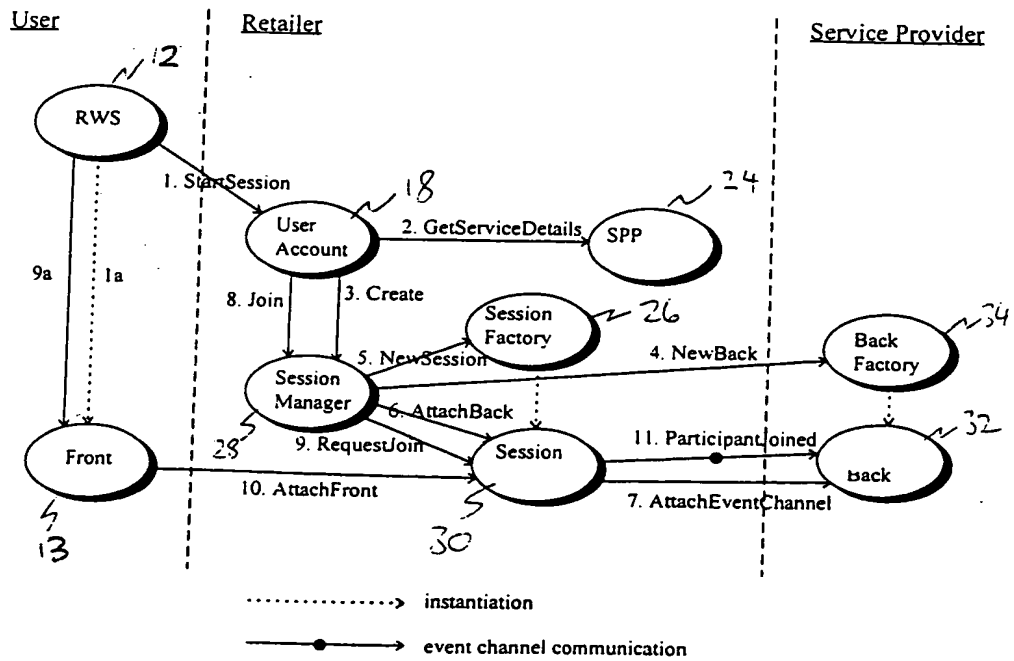 User
Retailer
Service Provider
12
RWS
1. StartSession
18
24
User
Account
2. GetServiceDetails
SPP
9a
1a
8. Join
3. Create
Session
Factory
26
34
5. NewSession
4. NewBack
Back
Factory
Session
Manager
6. AttachBack
28
9. RequestJoin
32
Front
Session
11. ParticipantJoined
Back
10. AttachFront
7. AttachEventChannel
13
30
instantiation
event channel communication